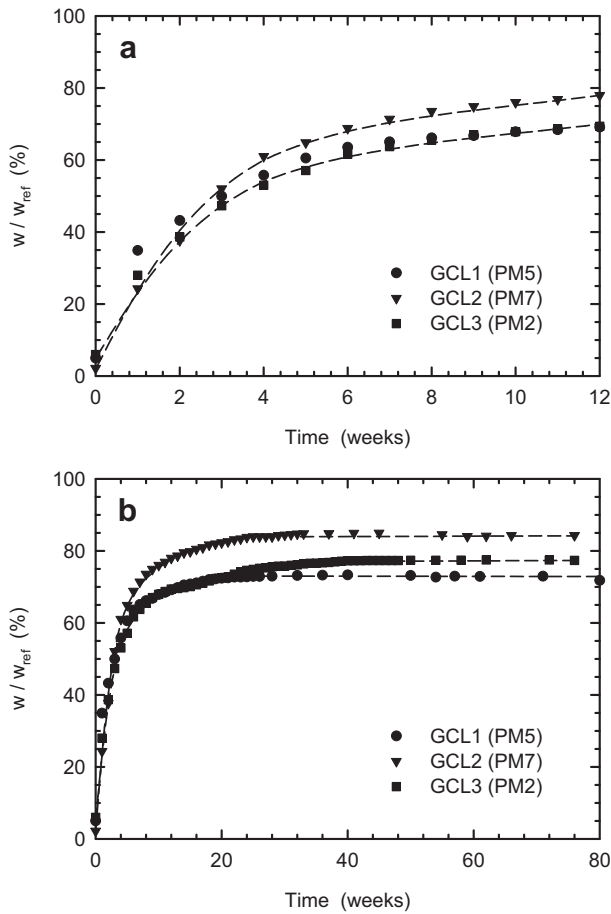 a
100
80
60
40
20
0
w / w_ref (%)
GCL1 (PM5)
GCL2 (PM7)
GCL3 (PM2)
0 2 4 6 8 10 12
Time (weeks)
b
100
80
60
40
20
0
w / w_ref (%)
GCL1 (PM5)
GCL2 (PM7)
GCL3 (PM2)
0 20 40 60 80
Time (weeks)